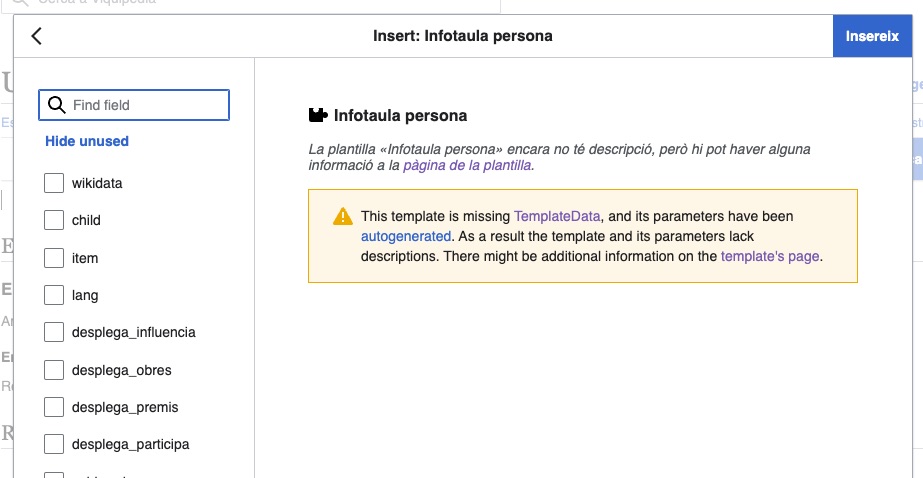 Cerca a Viquipèdia
Insert: Infotaula persona
Insereix
Find field
Hide unused
wikidata
child
item
lang
desplega_influencia
desplega_obres
desplega_premis
desplega_participa
Infotaula persona
La plantilla «Infotaula persona» encara no té descripció, però hi pot haver alguna
informació a la pàgina de la plantilla.
This template is missing TemplateData, and its parameters have been
autogenerated. As a result the template and its parameters lack
descriptions. There might be additional information on the template's page.